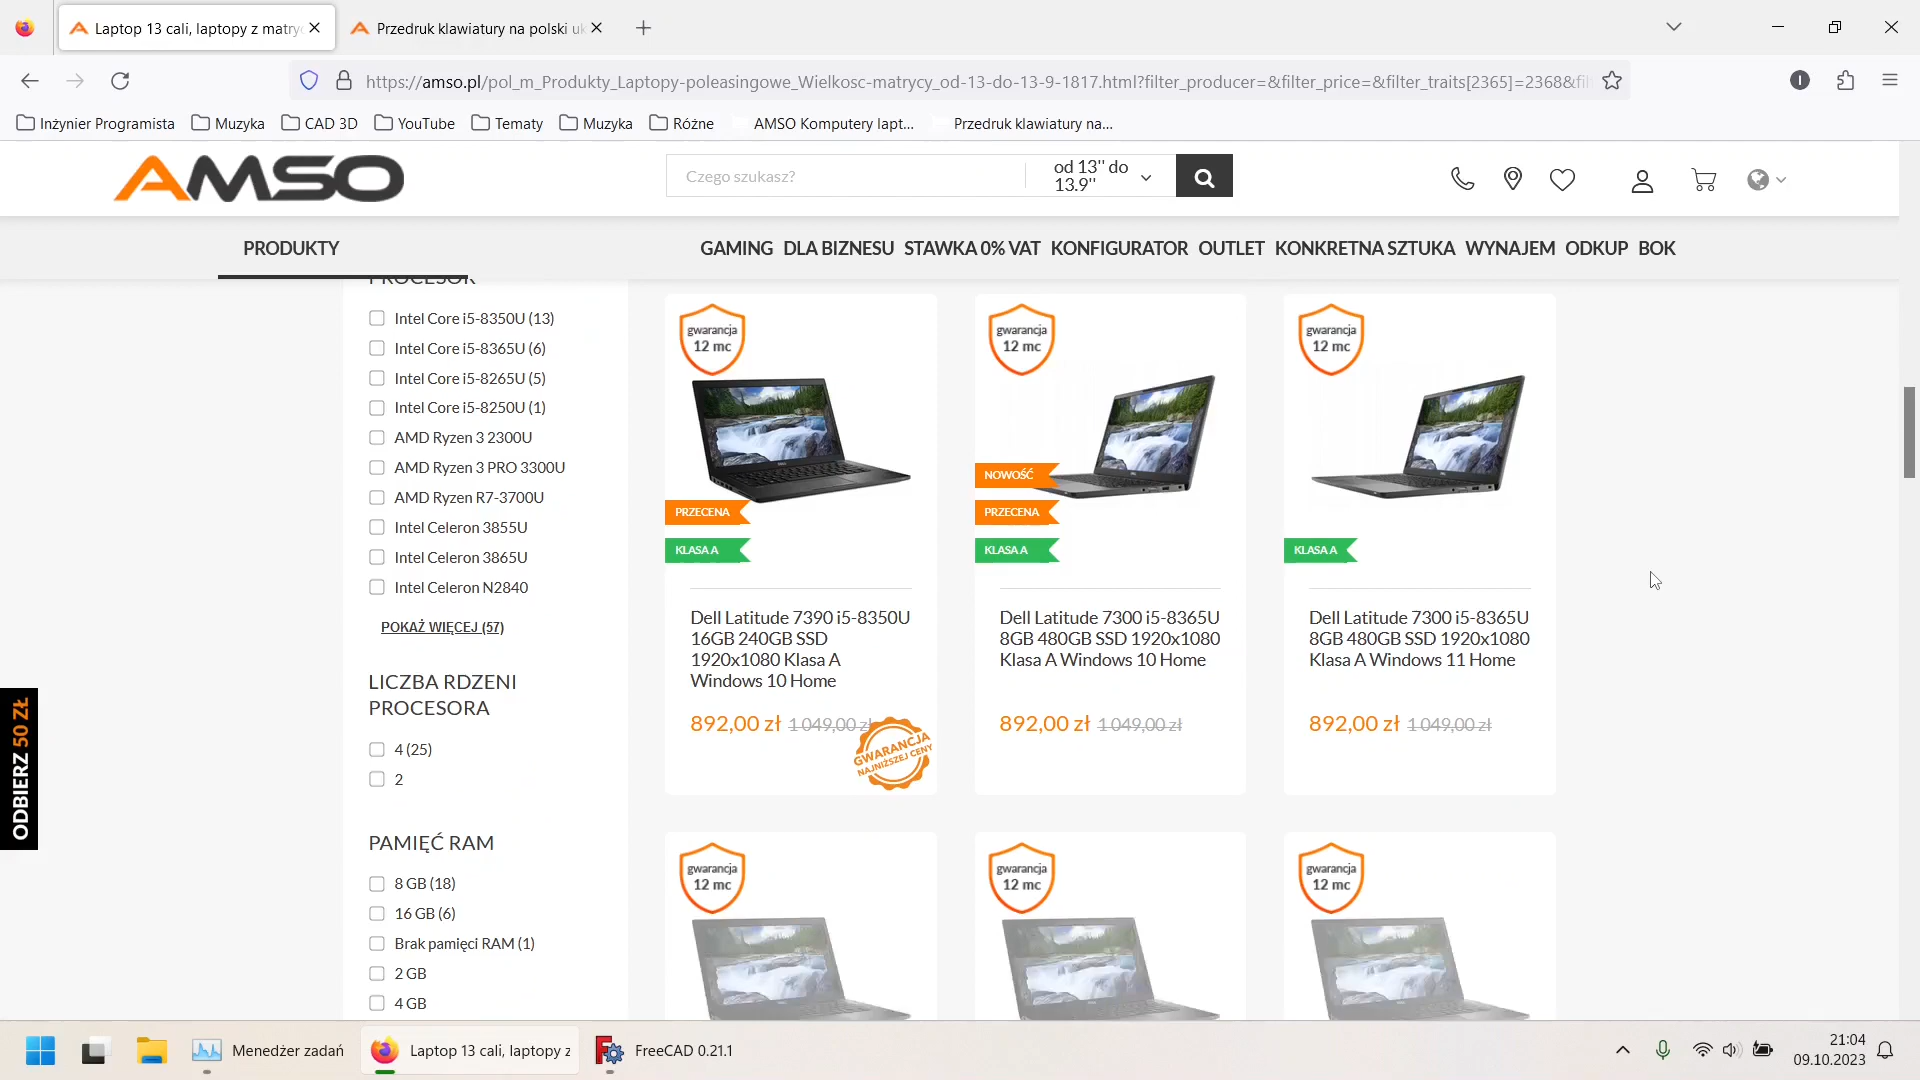 Laptop 13 cali, laptopy z matryc
Przedruk klawiatury na polski uk
https://amso.pl/pol_m_Produkty_Laptopy-poleasingowe_Wielkosc-matrycy_od-13-do-13-9-1817.html?filter_producer=&filter_price=&filter_traits[2365]=2368&fil
Inżynier Programista
Muzyka
CAD 3D
YouTube
Tematy
Muzyka
Różne
AMSO Komputery lapt...
Przedruk klawiatury na...
AMSO
Czego szukasz?
od 13'' do
13.9''
PRODUKTY
GAMING DLA BIZNESU STAWKA 0% VAT KONFIGURATOR OUTLET KONKRETNA SZTUKA WYNAJEM ODKUP BOK
PROCESOR
Intel Core i5-8350U (13)
Intel Core i5-8365U (6)
Intel Core i5-8265U (5)
Intel Core i5-8250U (1)
AMD Ryzen 3 2300U
AMD Ryzen 3 PRO 3300U
AMD Ryzen R7-3700U
Intel Celeron 3855U
Intel Celeron 3865U
Intel Celeron N2840
POKAŻ WIĘCEJ (57)
LICZBA RDZENI
PROCESORA
4 (25)
2
PAMIĘĆ RAM
8 GB (18)
16 GB (6)
Brak pamięci RAM (1)
2 GB
4 GB
gwarancja
12 mc
PRZECENA
KLASA A
Dell Latitude 7390 i5-8350U
16GB 240GB SSD
1920x1080 Klasa A
Windows 10 Home
892,00 zł 1 049,00 zł
GWARANCJA
NAJNIŻSZEJ CENY
gwarancja
12 mc
NOWOŚĆ
PRZECENA
KLASA A
Dell Latitude 7300 i5-8365U
8GB 480GB SSD 1920x1080
Klasa A Windows 10 Home
892,00 zł 1 049,00 zł
gwarancja
12 mc
KLASA A
Dell Latitude 7300 i5-8365U
8GB 480GB SSD 1920x1080
Klasa A Windows 11 Home
892,00 zł 1 049,00 zł
gwarancja
12 mc
gwarancja
12 mc
gwarancja
12 mc
ODBIERZ 50 ZŁ
Menedżer zadań
Laptop 13 cali, laptopy z
FreeCAD 0.21.1
21:04
09.10.2023